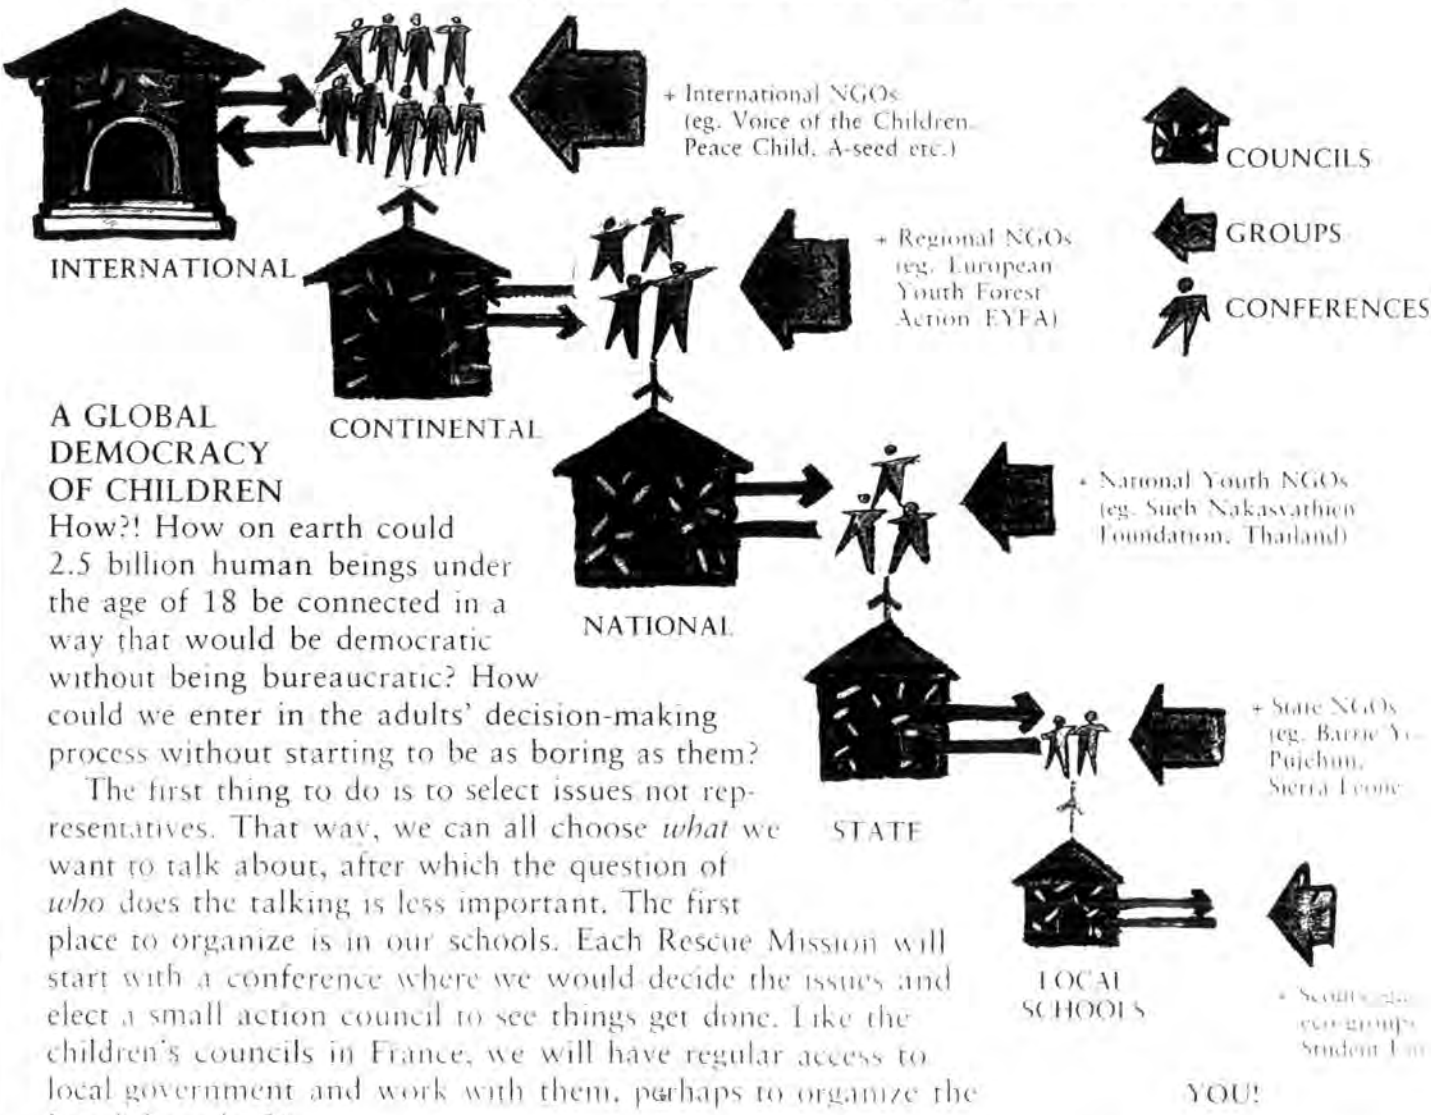 + International NGOs
(eg. Voice of the Children,
Peace Child, A-seed etc.)
COUNCILS
GROUPS
CONFERENCES
INTERNATIONAL
+ Regional NGOs
(eg. European
Youth Forest
Action EYFA)
CONTINENTAL
+ National Youth NGOs
(eg. Sueb Nakasvathien
Foundation, Thailand)
NATIONAL
+ State NGOs
(eg. Barrie
Pujehun,
Sierra Leone
STATE
LOCAL
SCHOOLS
+ Scouts
eco-groups
Student
YOU!
A GLOBAL
DEMOCRACY
OF CHILDREN
How?! How on earth could
2.5 billion human beings under
the age of 18 be connected in a
way that would be democratic
without being bureaucratic? How
could we enter in the adults' decision-making
process without starting to be as boring as them?
The first thing to do is to select issues not rep-
resentatives. That way, we can all choose what we
want to talk about, after which the question of
who does the talking is less important. The first
place to organize is in our schools. Each Rescue Mission will
start with a conference where we would decide the issues and
elect a small action council to see things get done. Like the
children's councils in France, we will have regular access to
local government and work with them, perhaps to organize the